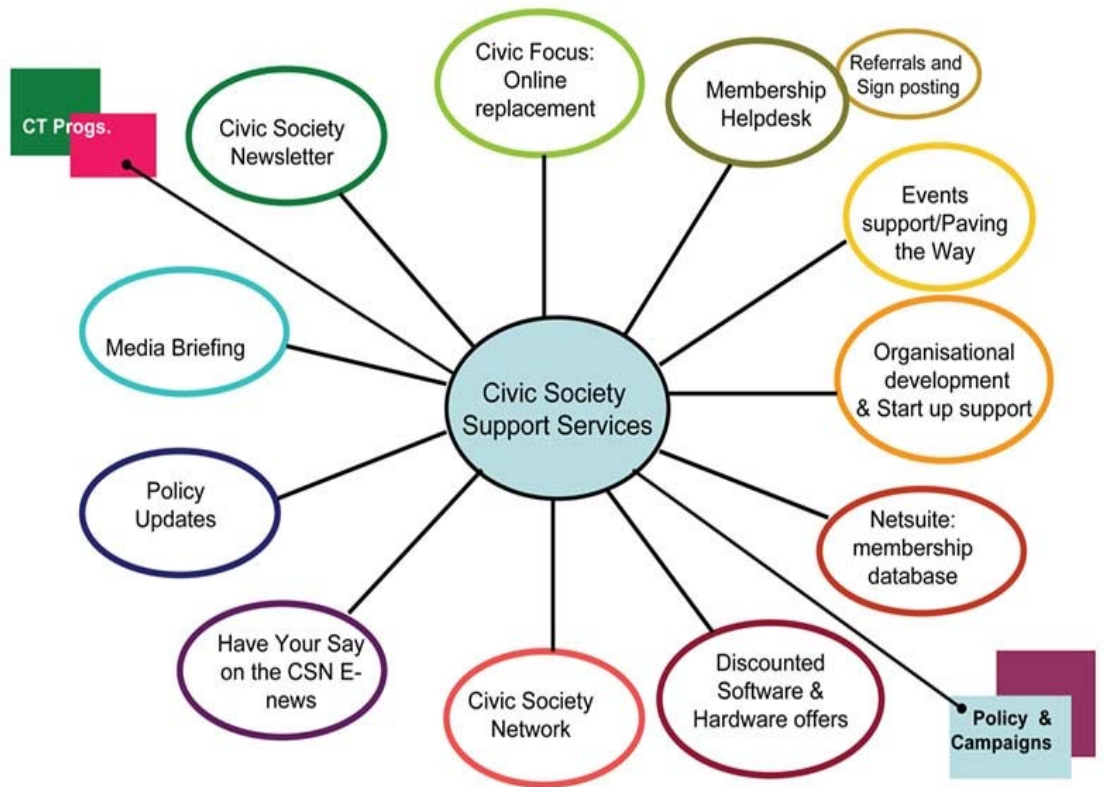 Civic Focus:
Online
replacement
Membership
Helpdesk
Referrals and
Sign posting
CT Progs.
Civic Society
Newsletter
Events
support/Paving
the Way
Media Briefing
Organisational
development
& Start up support
Civic Society
Support Services
Policy
Updates
Netsuite:
membership
database
Have Your Say
on the CSN E-
news
Civic Society
Network
Discounted
Software &
Hardware offers
Policy &
Campaigns